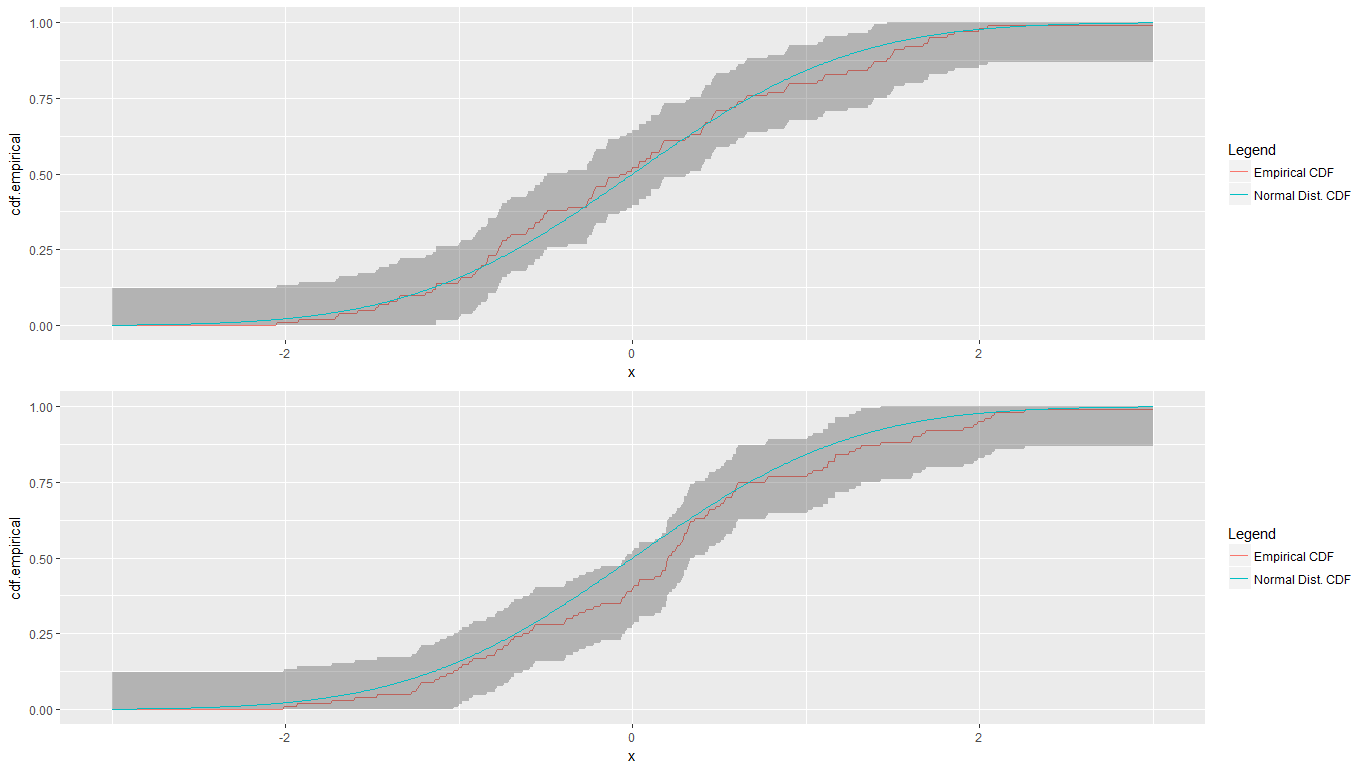 1.00
0.75
0.50
0.25
0.00
cdf.empirical
-2
0
2
x
Legend
Empirical CDF
Normal Dist. CDF
1.00
0.75
0.50
0.25
0.00
cdf.empirical
-2
0
2
x
Legend
Empirical CDF
Normal Dist. CDF